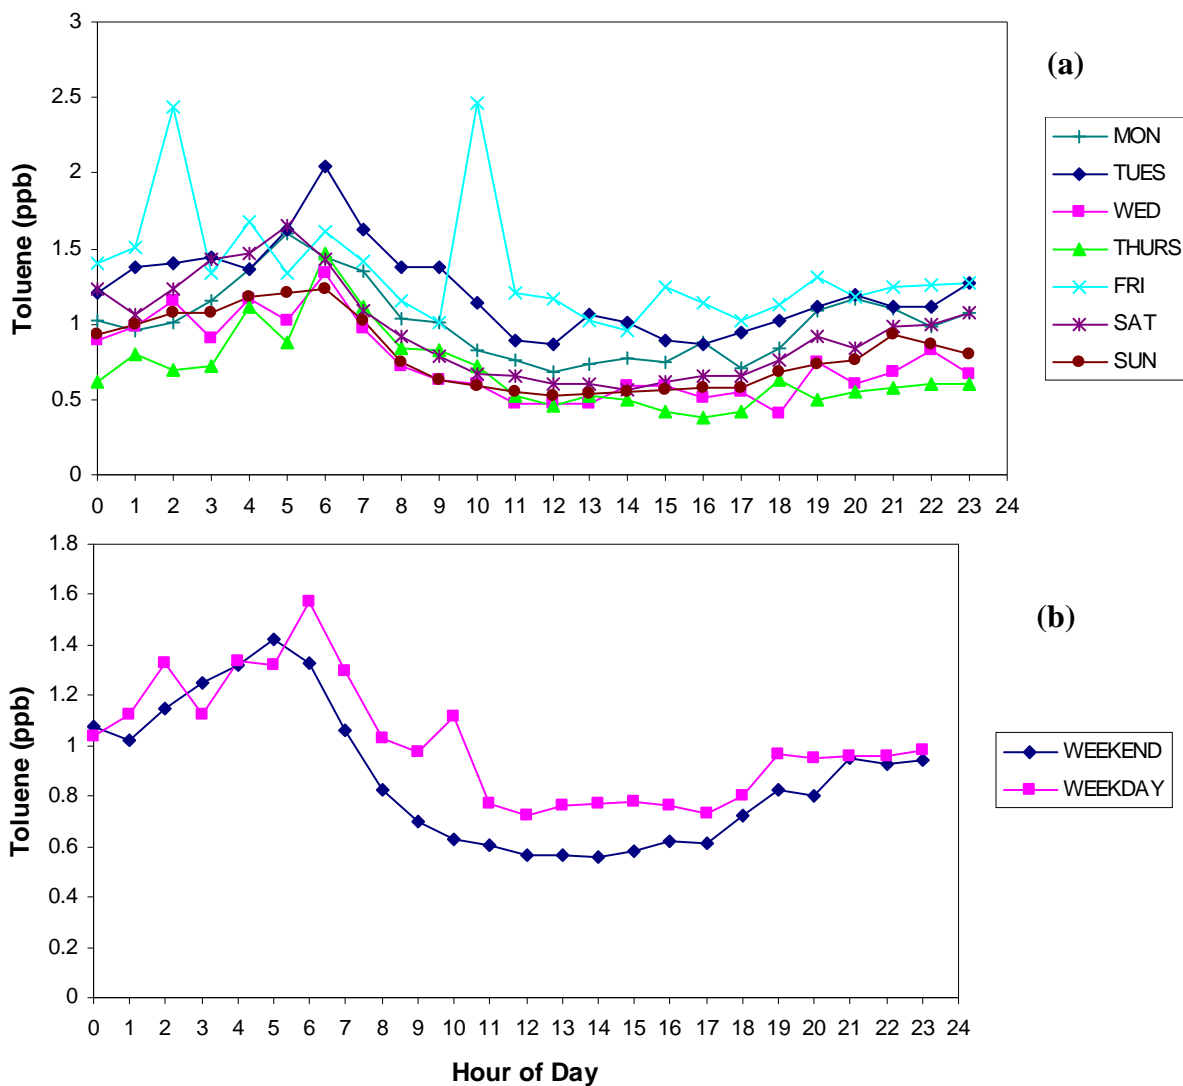 3
2.5
2
1.5
1
0.5
0
Toluene (ppb)
0 1 2 3 4 5 6 7 8 9 10 11 12 13 14 15 16 17 18 19 20 21 22 23 24
(a)
MON
TUES
WED
THURS
FRI
SAT
SUN
1.8
1.6
1.4
1.2
1
0.8
0.6
0.4
0.2
0
Toluene (ppb)
0 1 2 3 4 5 6 7 8 9 10 11 12 13 14 15 16 17 18 19 20 21 22 23 24
Hour of Day
(b)
WEEKEND
WEEKDAY